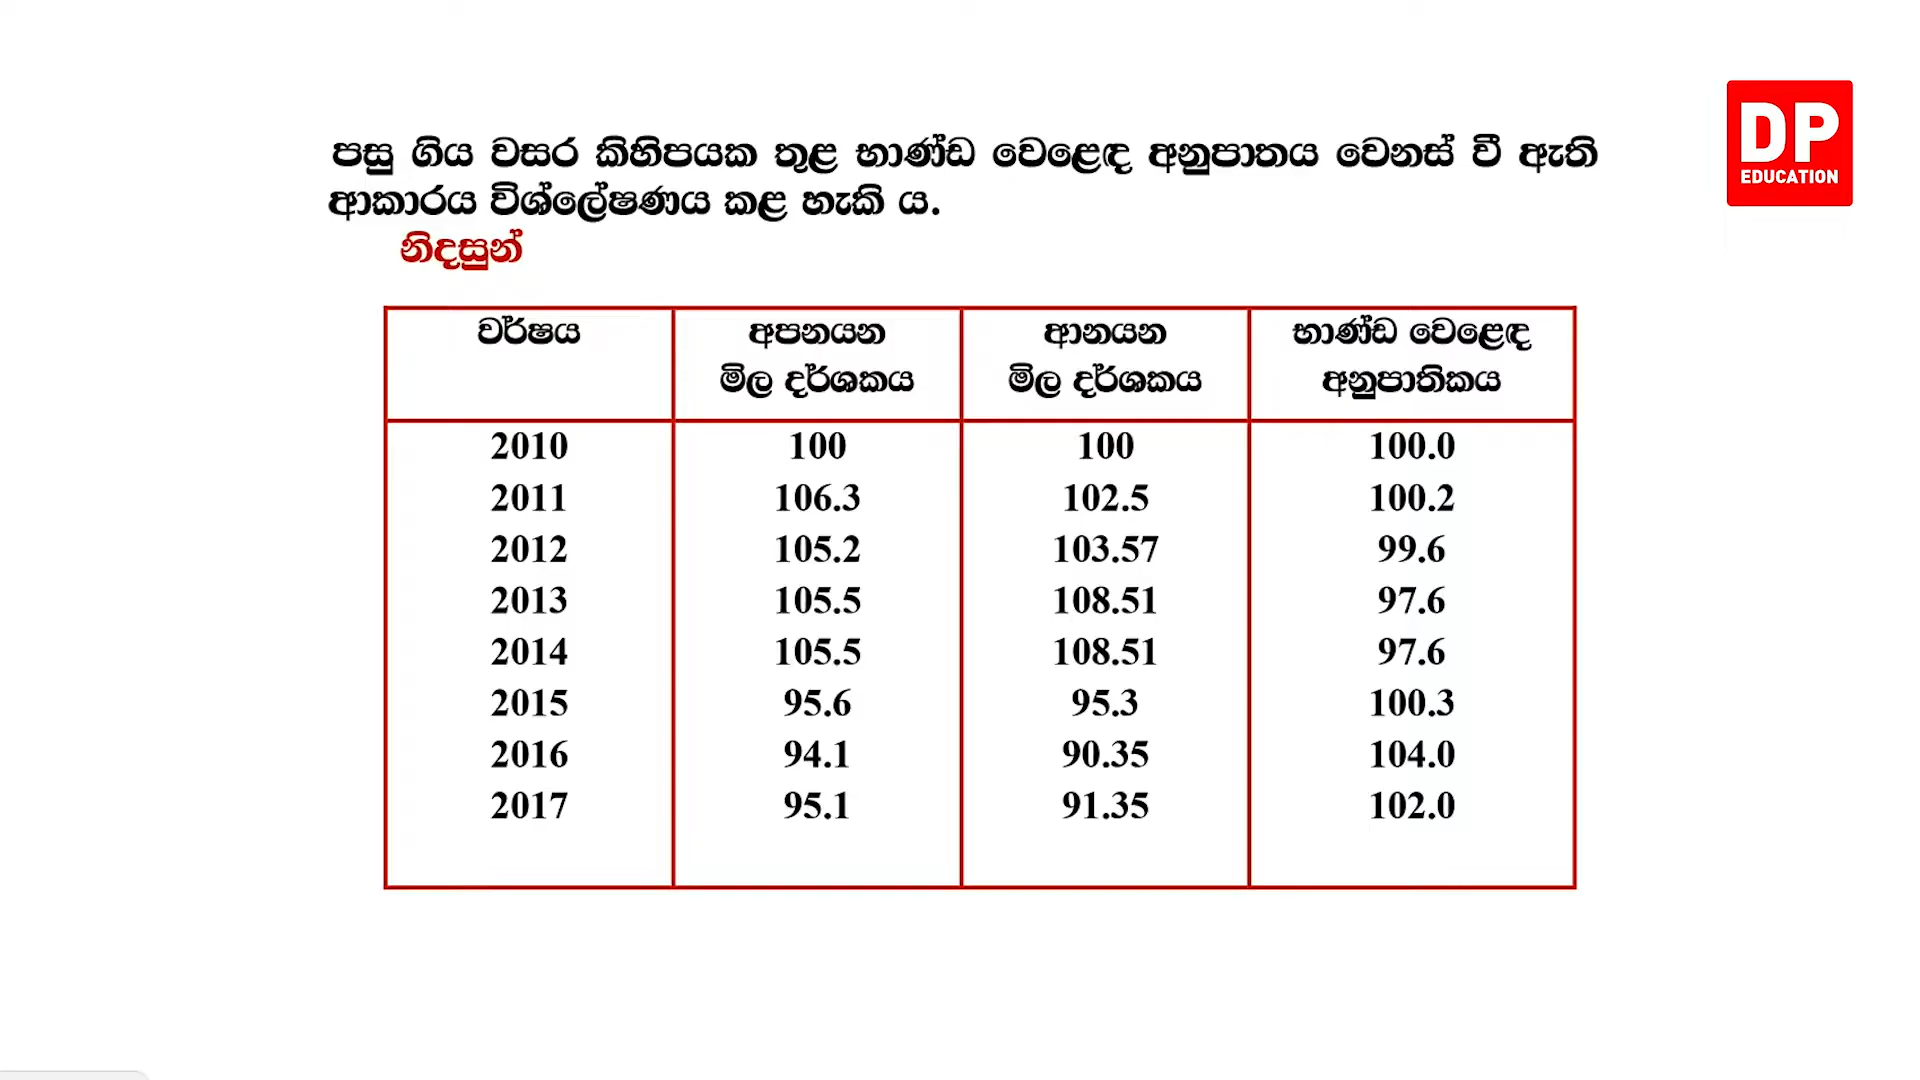 පසු ගිය වසර කිහිපයක තුළ භාණ්ඩ වෙළෙඳ අනුපාතය වෙනස් වී ඇති
ආකාරය විශ්ලේෂණය කළ හැකි ය.
නිදසුන්
DP
EDUCATION
වර්ෂය අපනයන ආනයන භාණ්ඩ වෙළෙඳ
මිල දර්ශකය මිල දර්ශකය අනුපාතිකය
2010 100 100 100.0
2011 106.3 102.5 100.2
2012 105.2 103.57 99.6
2013 105.5 108.51 97.6
2014 105.5 108.51 97.6
2015 95.6 95.3 100.3
2016 94.1 90.35 104.0
2017 95.1 91.35 102.0